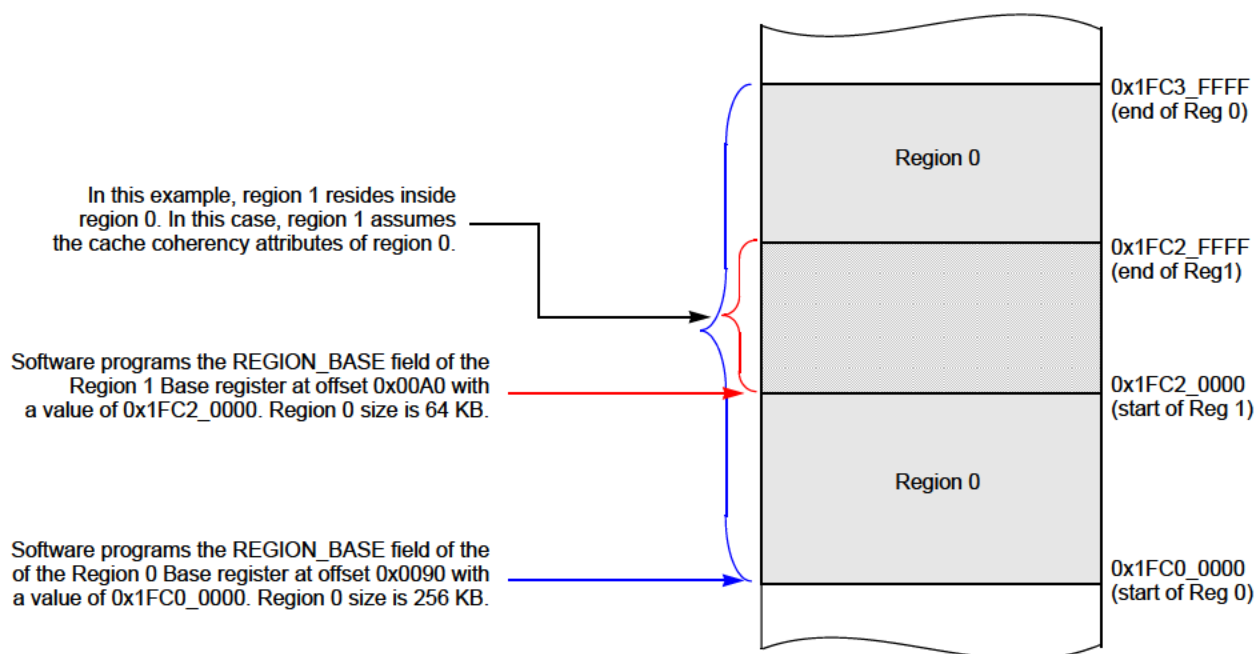 0x1FC3_FFFF
(end of Reg 0)
Region 0
In this example, region 1 resides inside
region 0. In this case, region 1 assumes
the cache coherency attributes of region 0.
0x1FC2_FFFF
(end of Reg1)
Software programs the REGION_BASE field of the
Region 1 Base register at offset 0x00A0 with
a value of 0x1FC2_0000. Region 0 size is 64 KB.
0x1FC2_0000
(start of Reg 1)
Region 0
Software programs the REGION_BASE field of the
of the Region 0 Base register at offset 0x0090 with
a value of 0x1FC0_0000. Region 0 size is 256 KB.
0x1FC0_0000
(start of Reg 0)